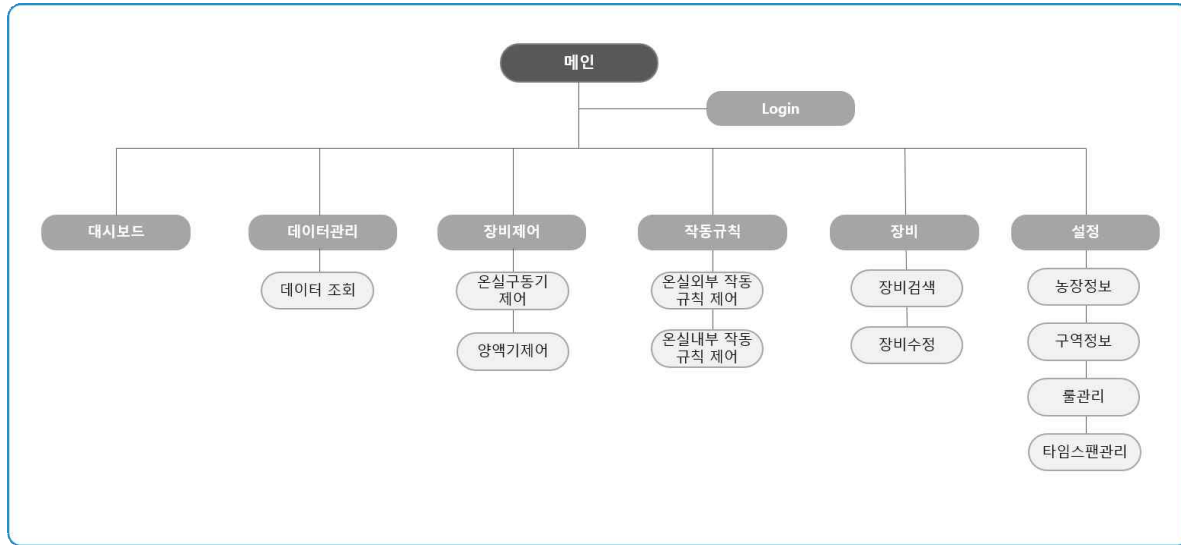 메인
Login
대시보드
데이터관리
장비제어
작동규칙
장비
설정
데이터 조회
온실구동기
제어
양액기제어
온실외부 작동
규칙 제어
온실내부 작동
규칙 제어
장비검색
장비수정
농장정보
구역정보
룰관리
타임스팬관리